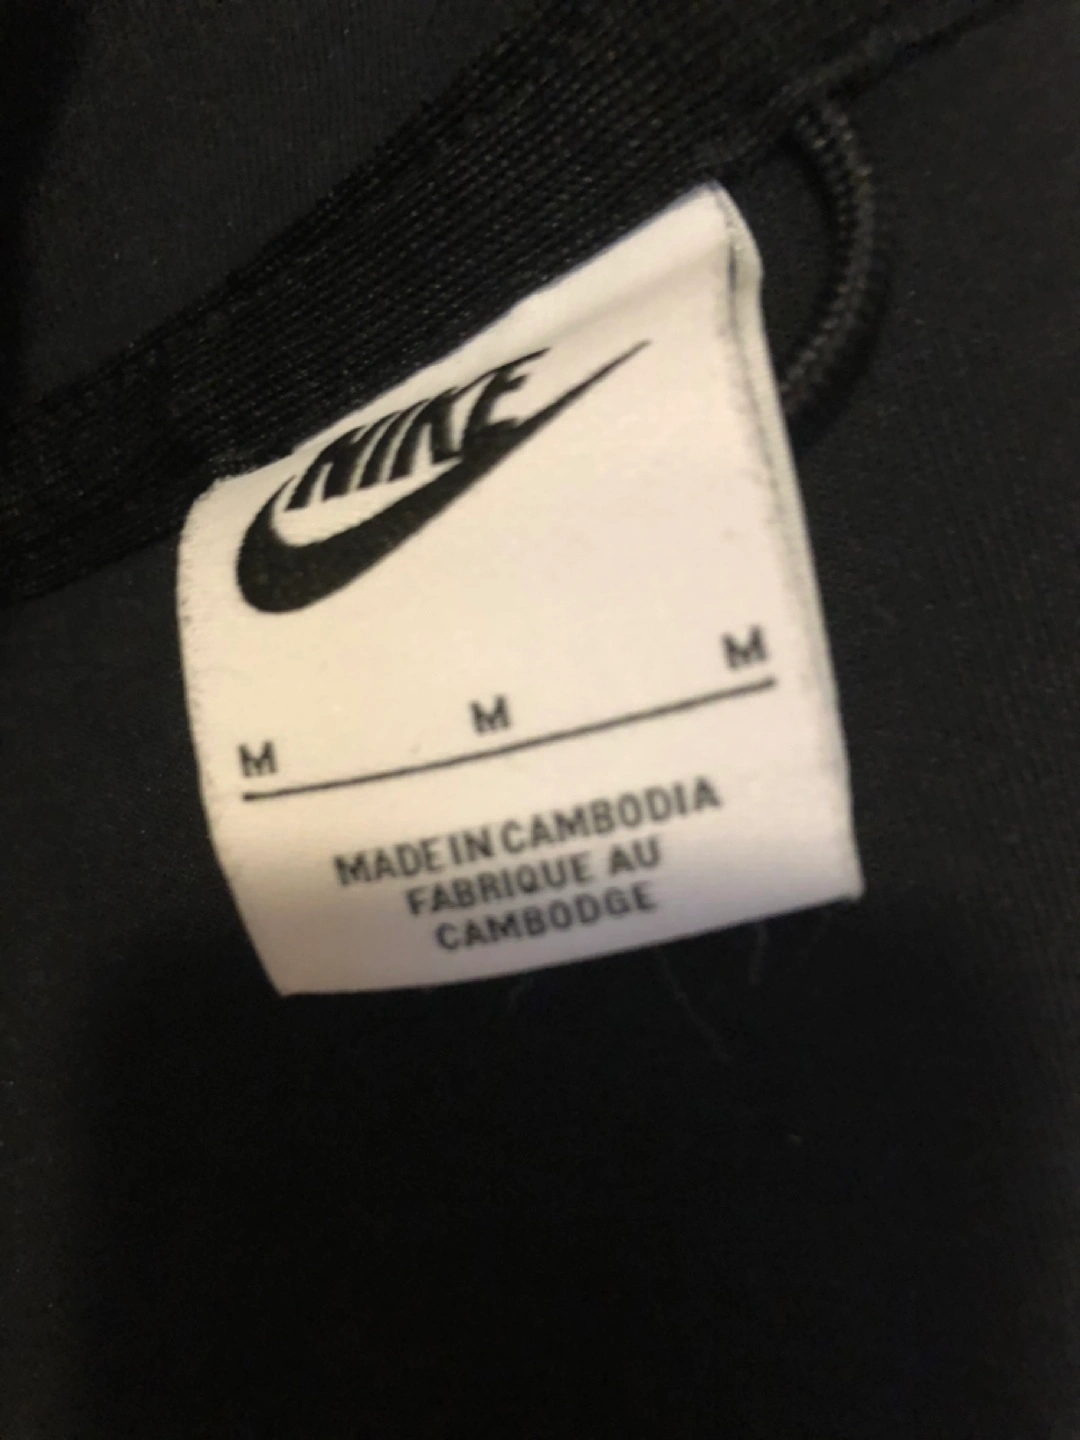 NIKE
M M M
MADE IN CAMBODIA
FABRIQUE AU
CAMBODGE